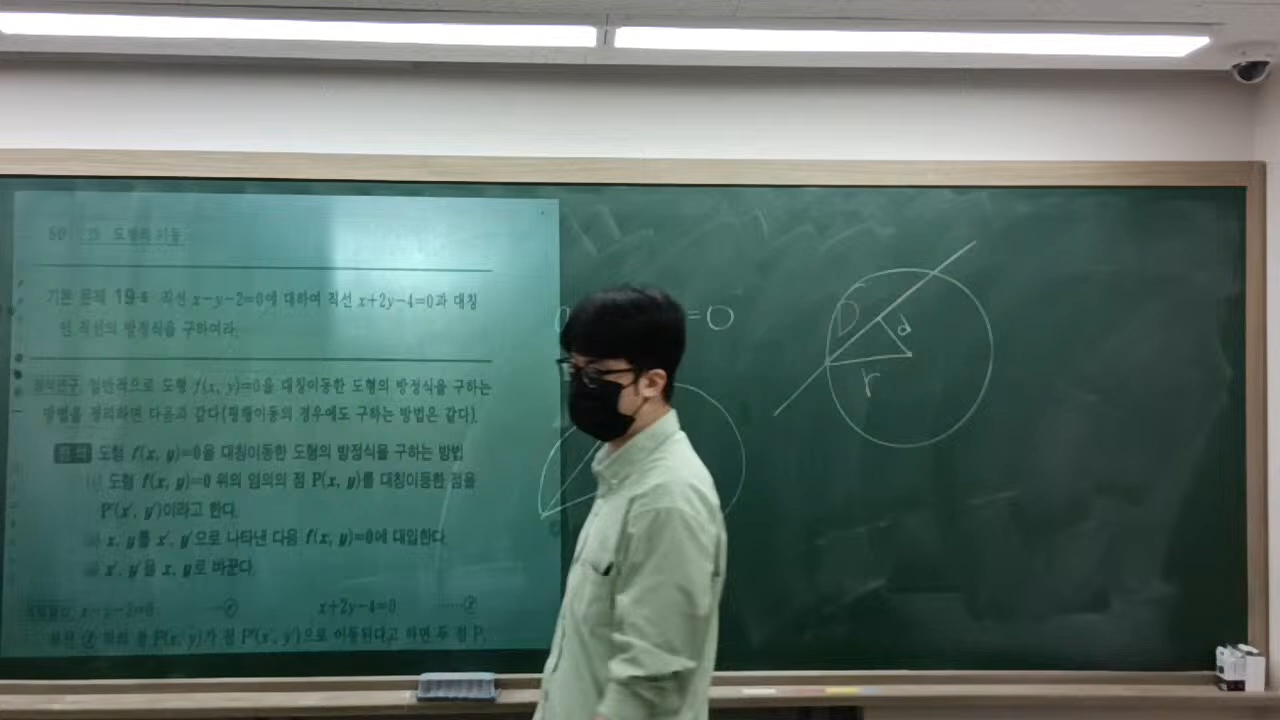 도형의 이동
기본 문제 19-8 직선 x-y-2=0에 대하여 직선 x+2y-4=0과 대칭
인 직선의 방정식을 구하여라.
일반적으로 도형 f(x, y)=0을 대칭이동한 도형의 방정식을 구하는
방법을 정리하면 다음과 같다(평행이동의 경우에도 구하는 방법은 같다).
정석 도형 f(x, y)=0을 대칭이동한 도형의 방정식을 구하는 방법
(i) 도형 f(x, y)=0 위의 임의의 점 P(x, y)를 대칭이동한 점을
P′(x′, y′)이라고 한다.
x, y를 x′, y′으로 나타낸 다음 f(x, y)=0에 대입한다.
x′, y′을 x, y로 바꾼다.
x-y-2=0 ······① x+2y-4=0 ······②
직선 ② 위의 점 P(x, y)가 점 P′(x′, y′)으로 이동된다고 하면 두 점 P,
=0
D
d
r